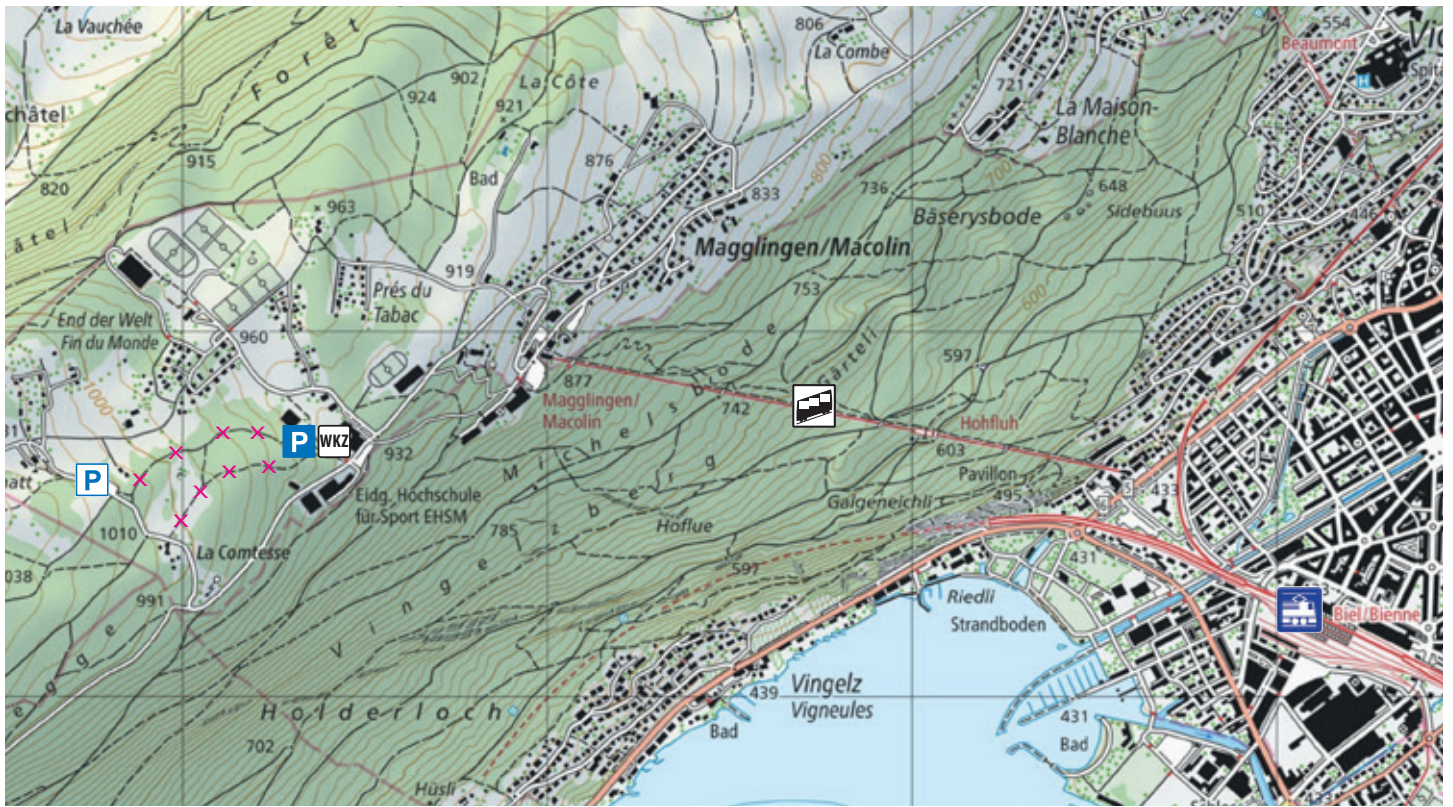 La Vauchée
Forêt
902
924
921
La Côte
806
La Combe
554
Beaumont
H
châtel
915
876
721
La Maison-
Blanche
820
Bad
800
700
736
648
Sidebuus
510
446
963
833
Bäserysbode
Magglingen/Macolin
919
Prés du
Tabac
753
600
End der Welt
Fin du Monde
960
1000
877
Magglingen/
Macolin
742
Gärteli
597
Hohfluh
603
P
WKZ
932
P
Michelsbode
Pavillon
495
433
Eidg. Hochschule
für Sport EHSM
785
Hoflue
Galgeneichli
1010
La Comtesse
Vingelzberg
597
431
991
Riedli
Strandboden
Biel/Bienne
439
Vingelz
Vigneules
Holderloch
702
Bad
431
Bad
Hüsli